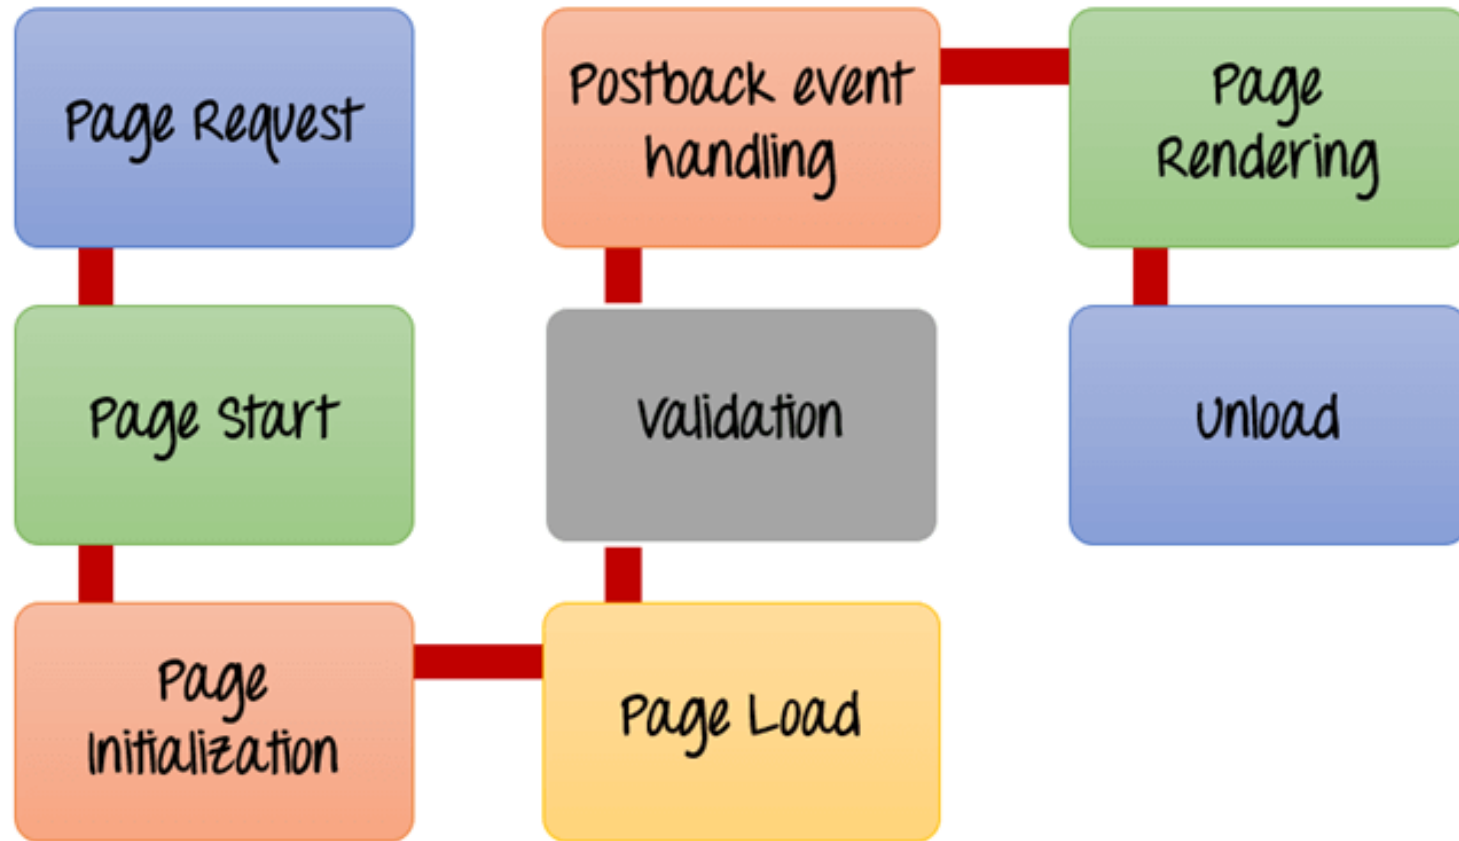 Page Request
Page Start
Page
Initialization
Page Load
Validation
Postback event
handling
Page
Rendering
Unload